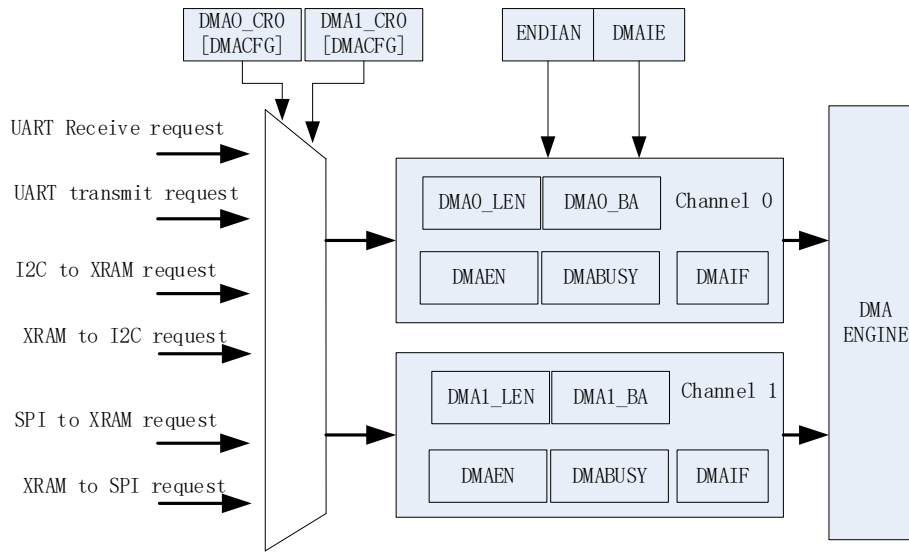 DMA0_CR0
[DMACFG]
DMA1_CR0
[DMACFG]
ENDIAN
DMAIE
UART Receive request
UART transmit request
I2C to XRAM request
XRAM to I2C request
SPI to XRAM request
XRAM to SPI request
DMA0_LEN
DMA0_BA
Channel 0
DMAEN
DMABUSY
DMAIF
DMA1_LEN
DMA1_BA
Channel 1
DMAEN
DMABUSY
DMAIF
DMA
ENGINE